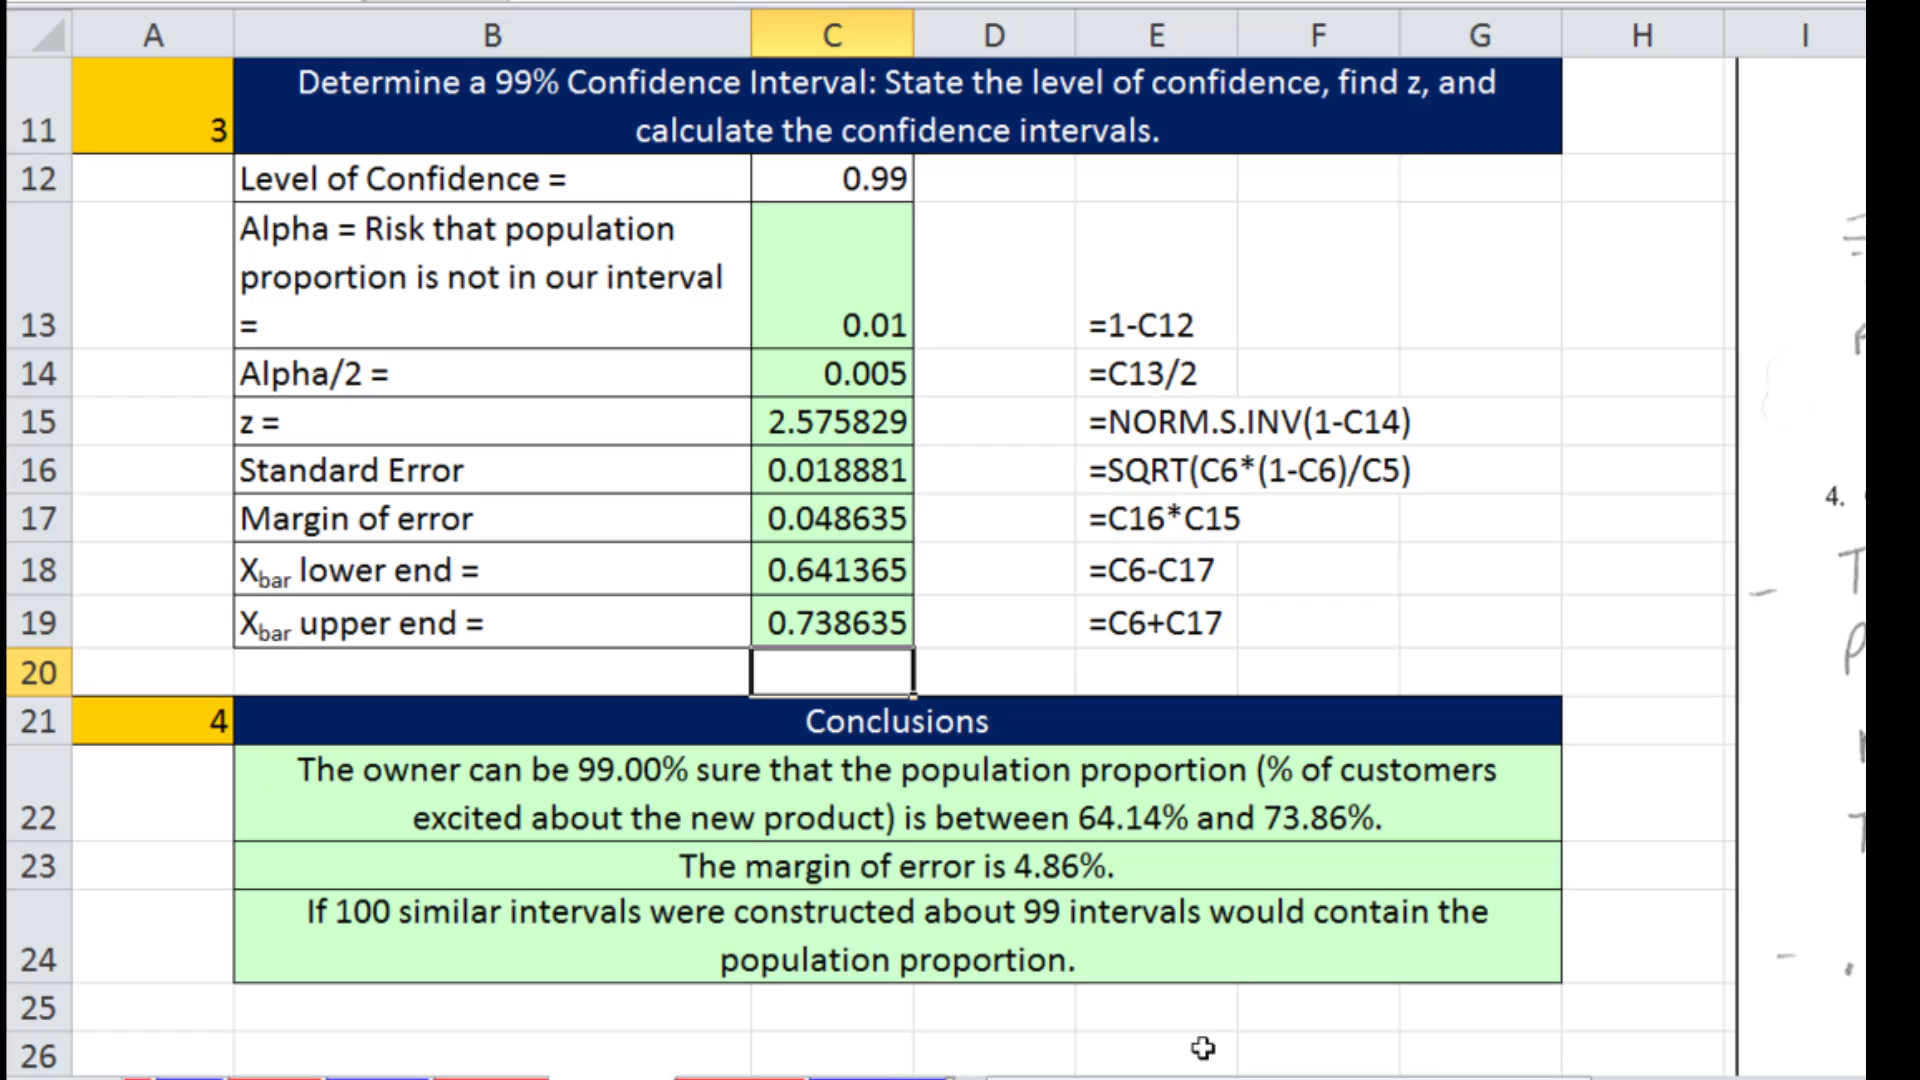 A B C D E F G H I
11 3 Determine a 99% Confidence Interval: State the level of confidence, find z, and
calculate the confidence intervals.
12 Level of Confidence = 0.99
Alpha = Risk that population
proportion is not in our interval
13 = 0.01 =1-C12
14 Alpha/2 = 0.005 =C13/2
15 z = 2.575829 =NORM.S.INV(1-C14)
16 Standard Error 0.018881 =SQRT(C6*(1-C6)/C5)
17 Margin of error 0.048635 =C16*C15
18 Xbar lower end = 0.641365 =C6-C17
19 Xbar upper end = 0.738635 =C6+C17
20
21 4 Conclusions
The owner can be 99.00% sure that the population proportion (% of customers
22 excited about the new product) is between 64.14% and 73.86%.
23 The margin of error is 4.86%.
If 100 similar intervals were constructed about 99 intervals would contain the
24 population proportion.
25
26
4.